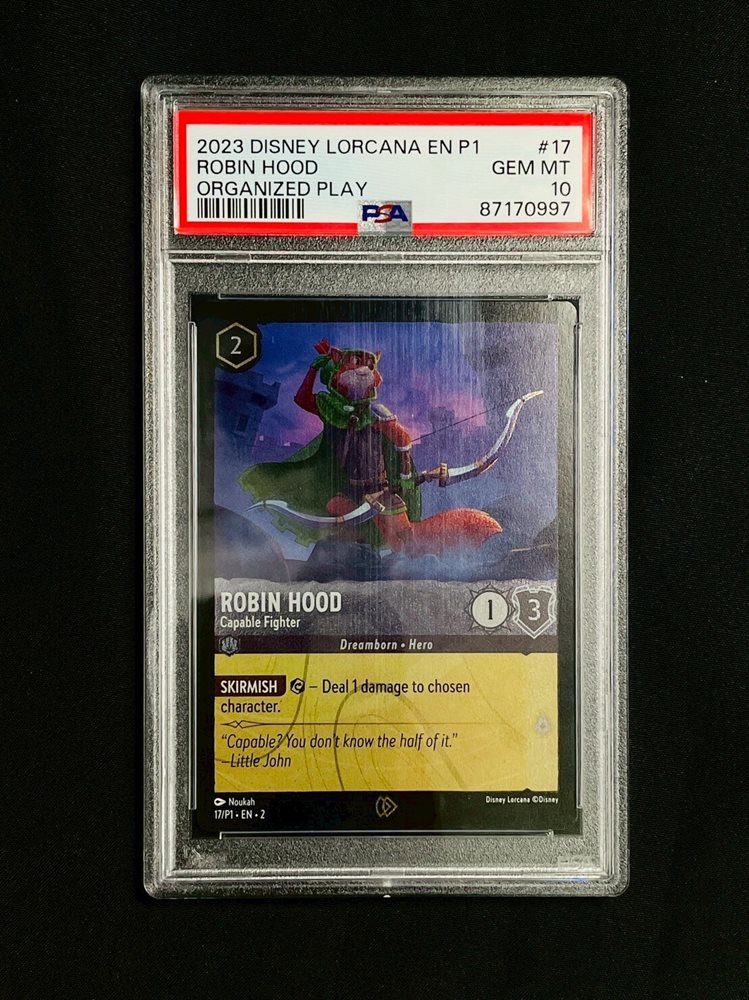 2023 DISNEY LORCANA EN P1 #17
ROBIN HOOD GEM MT
ORGANIZED PLAY 10
PSA 87170997
2
ROBIN HOOD
Capable Fighter
1 3
Dreamborn • Hero
SKIRMISH – Deal 1 damage to chosen
character.
“Capable? You don’t know the half of it.”
–Little John
Noukah
17/P1 • EN • 2
Disney Lorcana ©Disney